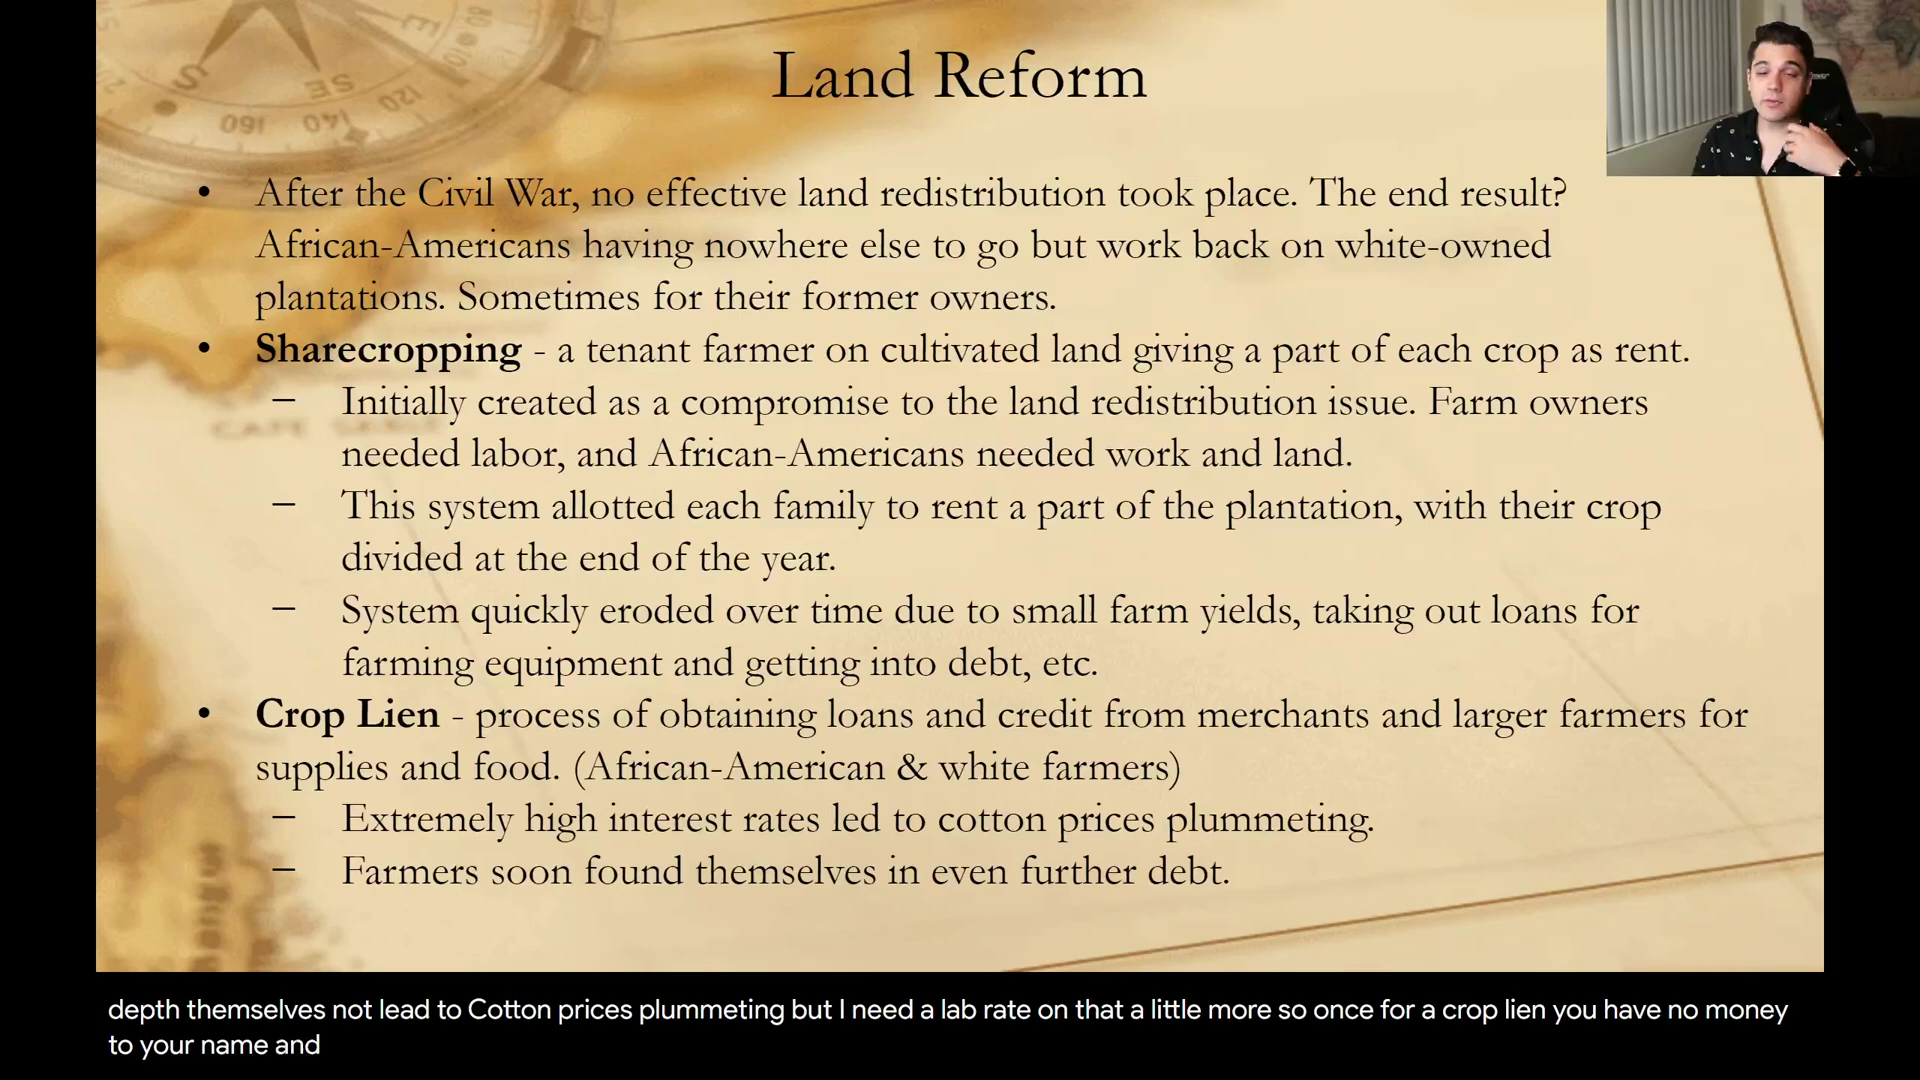 Land Reform
• After the Civil War, no effective land redistribution took place. The end result?
African-Americans having nowhere else to go but work back on white-owned
plantations. Sometimes for their former owners.
• Sharecropping - a tenant farmer on cultivated land giving a part of each crop as rent.
– Initially created as a compromise to the land redistribution issue. Farm owners
needed labor, and African-Americans needed work and land.
– This system allotted each family to rent a part of the plantation, with their crop
divided at the end of the year.
– System quickly eroded over time due to small farm yields, taking out loans for
farming equipment and getting into debt, etc.
• Crop Lien - process of obtaining loans and credit from merchants and larger farmers for
supplies and food. (African-American & white farmers)
– Extremely high interest rates led to cotton prices plummeting.
– Farmers soon found themselves in even further debt.
depth themselves not lead to Cotton prices plummeting but I need a lab rate on that a little more so once for a crop lien you have no money
to your name and
S
SE
E
80
120
140
160